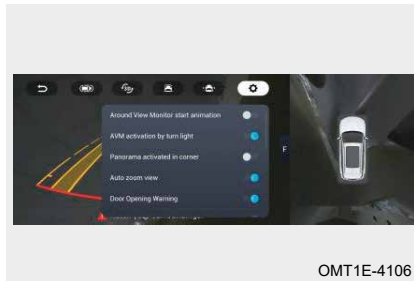 3D
Around View Monitor start animation
AVM activation by turn light
Panorama activated in corner
Auto zoom view
Door Opening Warning
F
OMT1E-4106